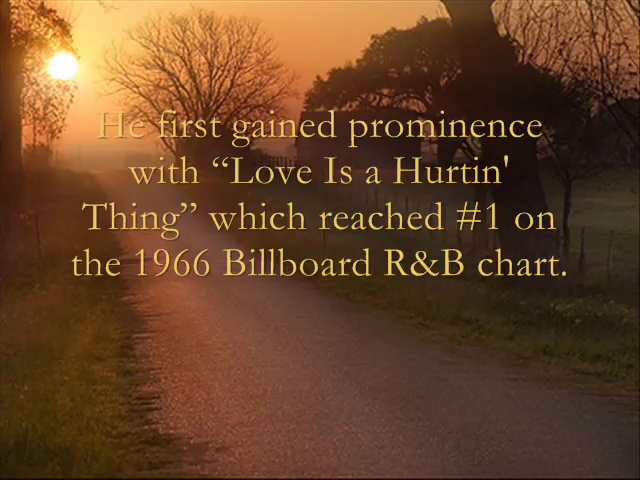 He first gained prominence
with “Love Is a Hurtin'
Thing” which reached #1 on
the 1966 Billboard R&B chart.